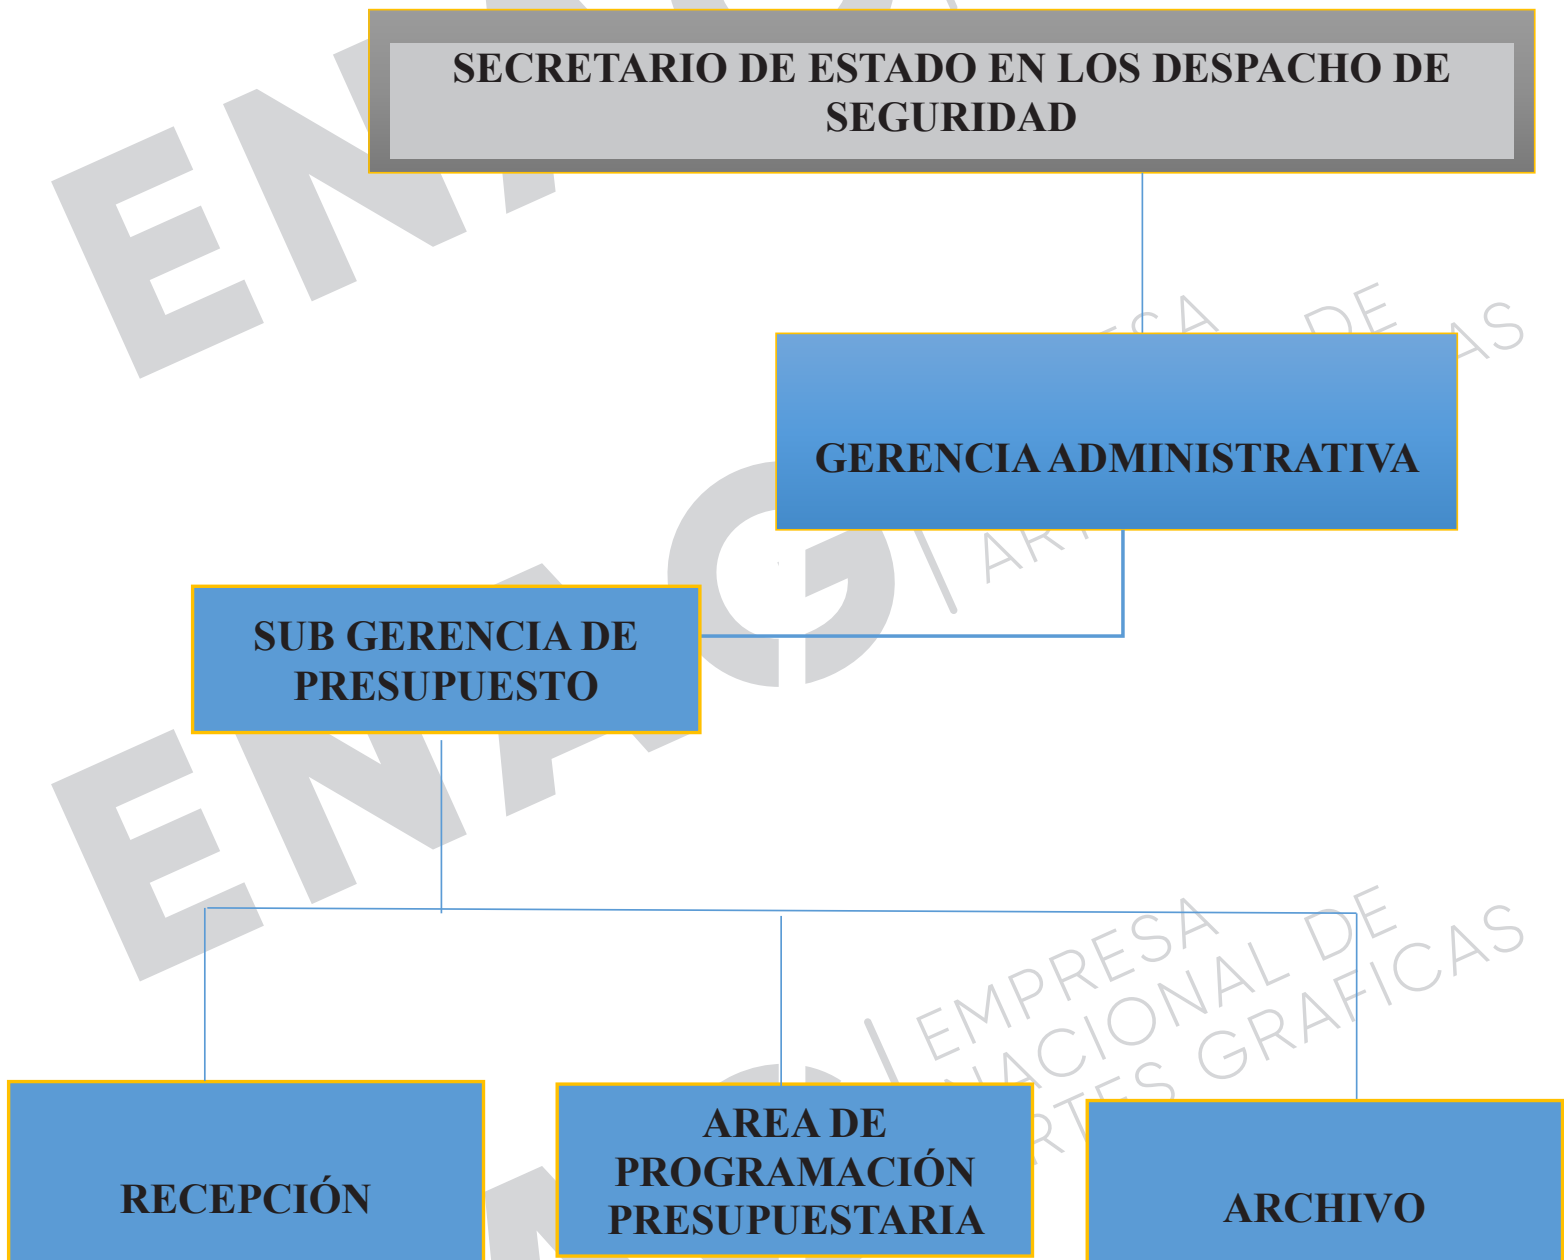 SECRETARIO DE ESTADO EN LOS DESPACHO DE
SEGURIDAD
GERENCIA ADMINISTRATIVA
SUB GERENCIA DE
PRESUPUESTO
RECEPCIÓN
AREA DE
PROGRAMACIÓN
PRESUPUESTARIA
ARCHIVO
ENAG
EMPRESA
NACIONAL DE
ARTES GRAFICAS